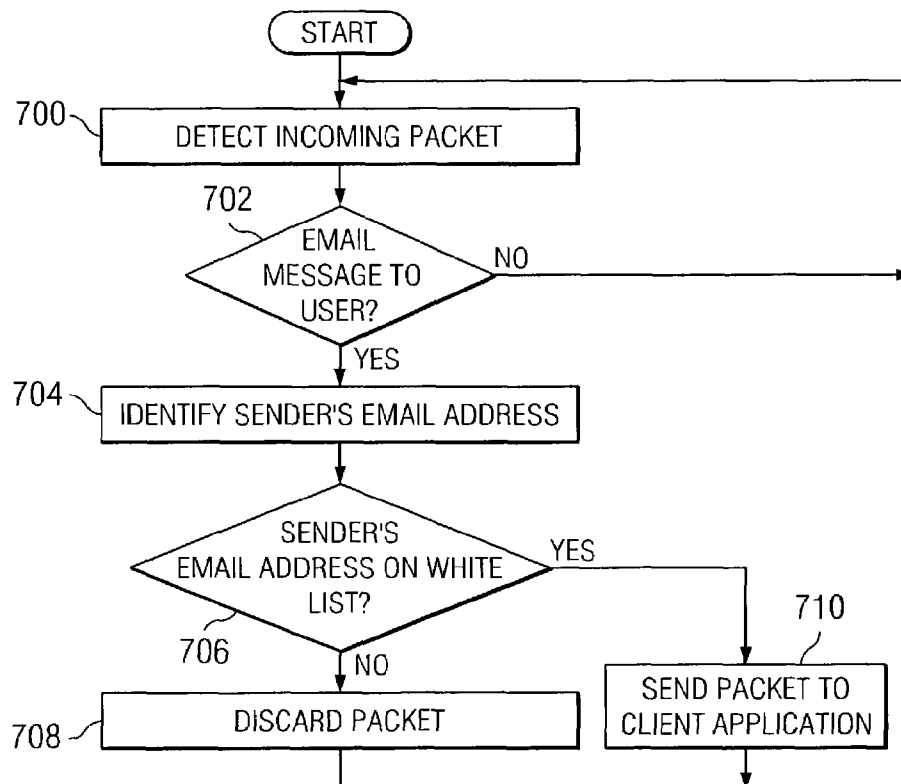 START
700
DETECT INCOMING PACKET
702
EMAIL
MESSAGE TO
USER?
NO
YES
704
IDENTIFY SENDER'S EMAIL ADDRESS
SENDER'S
EMAIL ADDRESS ON WHITE
LIST?
YES
706
NO
710
708
DISCARD PACKET
SEND PACKET TO
CLIENT APPLICATION